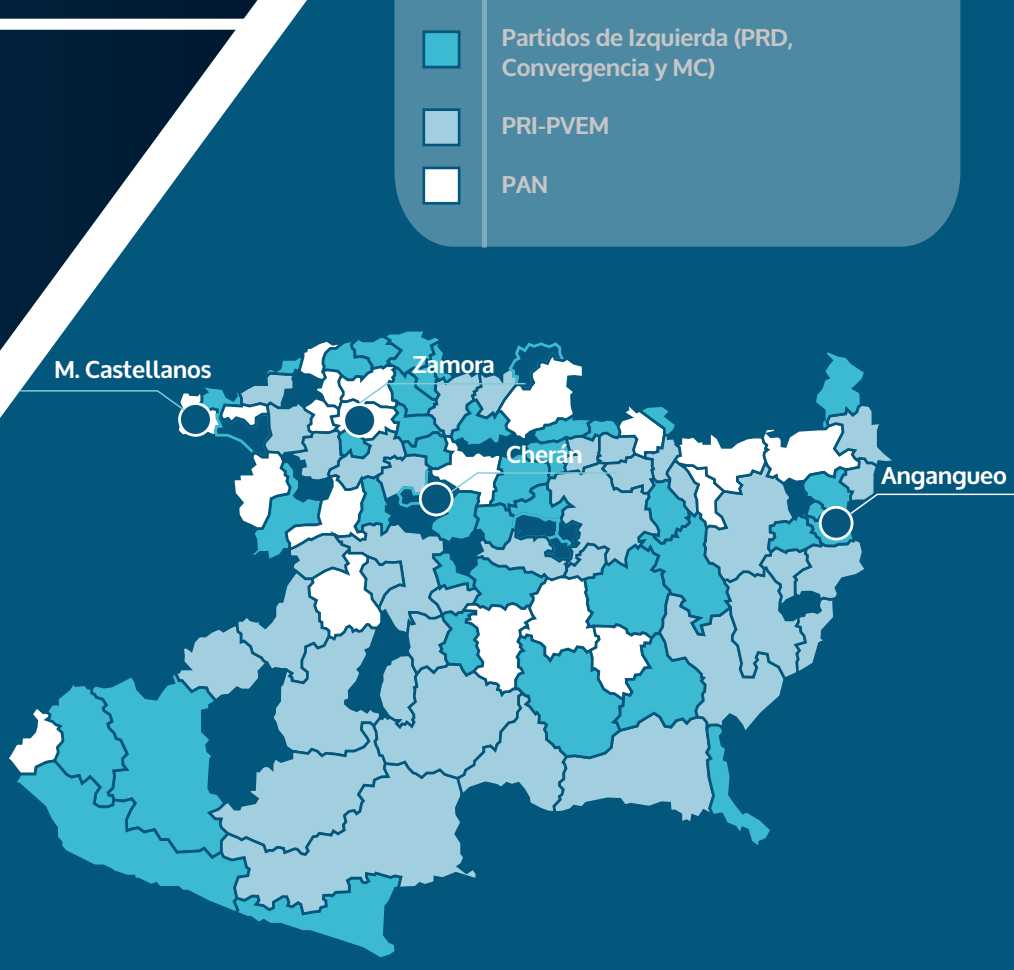 Partidos de Izquierda (PRD,
Convergencia y MC)
PRI-PVEM
PAN
M. Castellanos
Zamora
Cherán
Angangueo